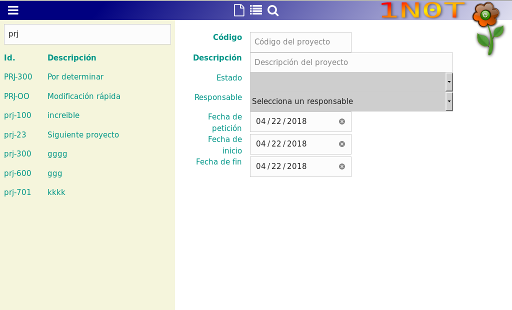 1NOT
prj
Id. Descripción
PRJ-300 Por determinar
PRJ-OO Modificación rápida
prj-100 increible
prj-23 Siguiente proyecto
prj-300 gggg
prj-600 ggg
prj-701 kkkk
Código Código del proyecto
Descripción Descripción del proyecto
Estado
Responsable Selecciona un responsable
Fecha de
petición 04/22/2018
Fecha de
inicio 04/22/2018
Fecha de fin 04/22/2018